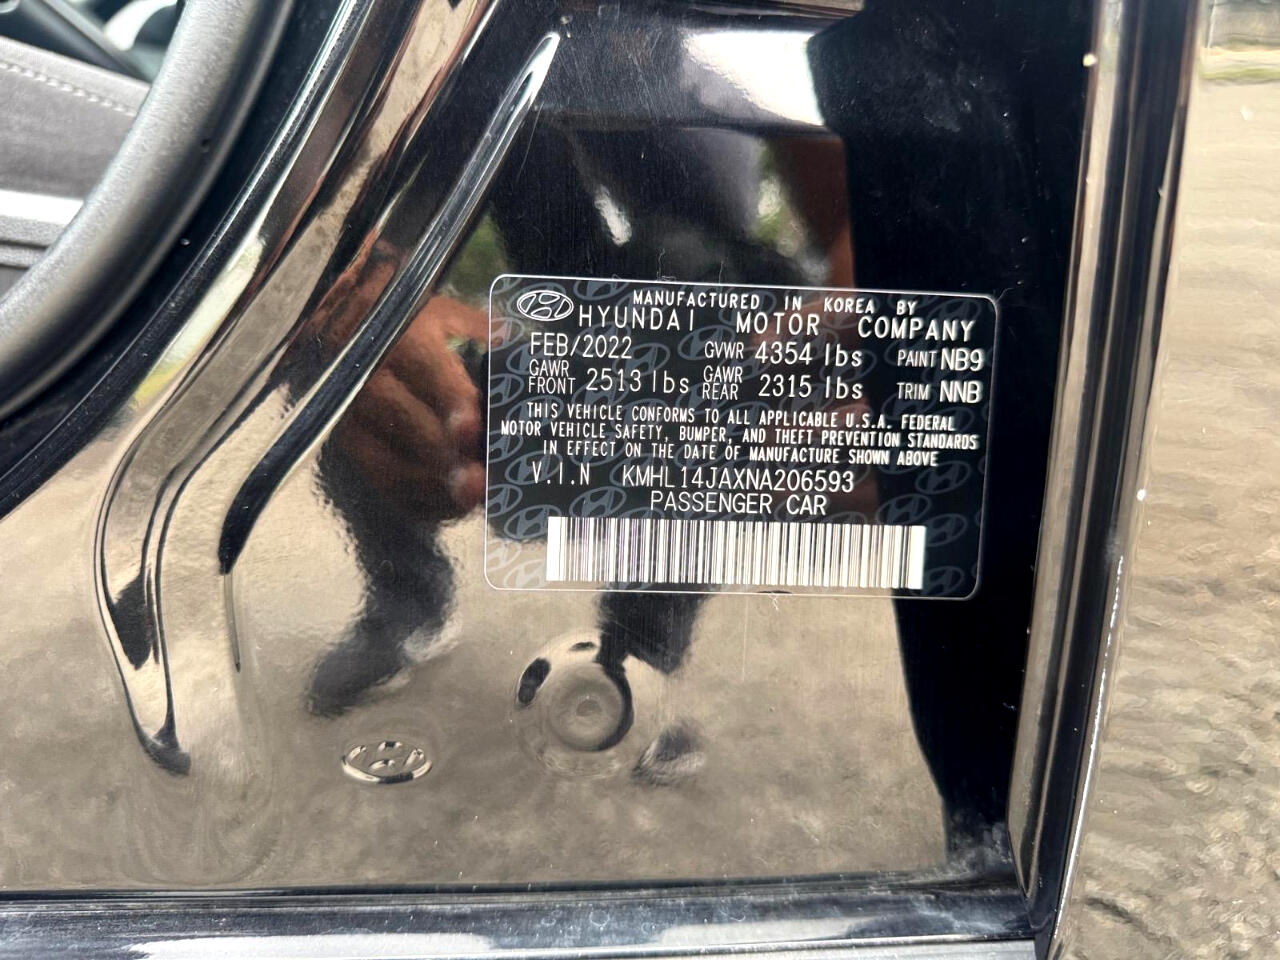 MANUFACTURED IN KOREA BY
HYUNDAI MOTOR COMPANY
FEB/2022 GVWR 4354 lbs PAINT NB9
GAWR FRONT 2513 lbs GAWR REAR 2315 lbs TRIM NNB
THIS VEHICLE CONFORMS TO ALL APPLICABLE U.S.A. FEDERAL
MOTOR VEHICLE SAFETY, BUMPER, AND THEFT PREVENTION STANDARDS
IN EFFECT ON THE DATE OF MANUFACTURE SHOWN ABOVE
V.I.N KMHL14JAXNA206593
PASSENGER CAR